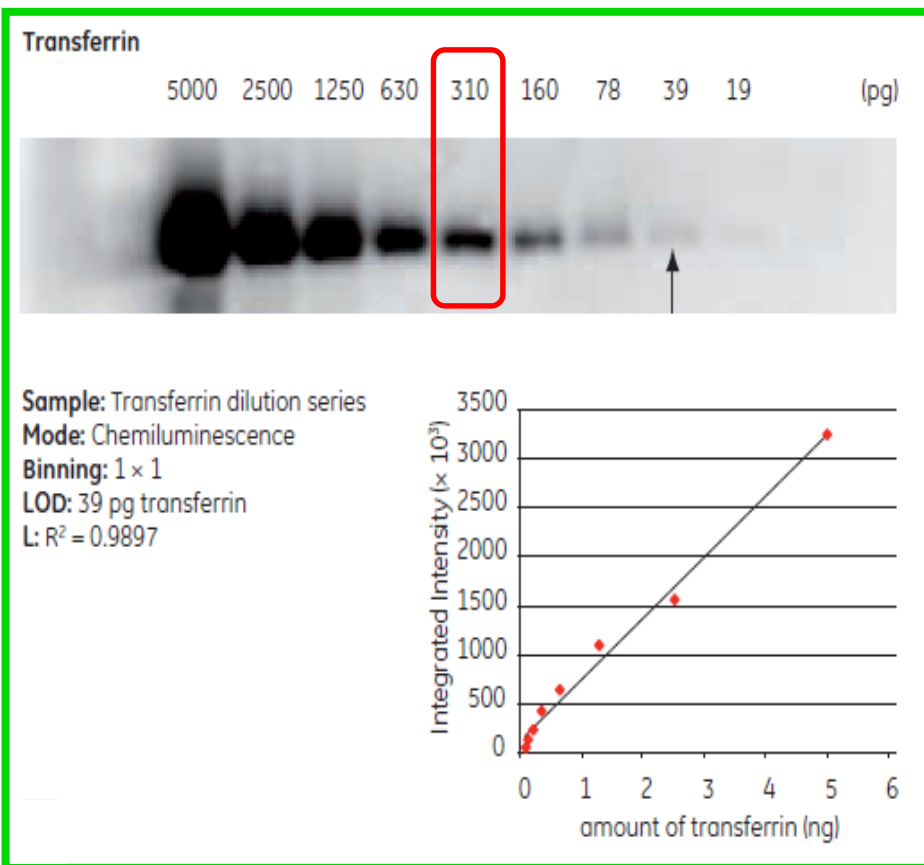 Transferrin
5000 2500 1250 630 310 160 78 39 19 (pg)
Sample: Transferrin dilution series
Mode: Chemiluminescence
Binning: 1 × 1
LOD: 39 pg transferrin
L: R² = 0.9897
Integrated Intensity (× 10³)
3500
3000
2500
2000
1500
1000
500
0
0 1 2 3 4 5 6
amount of transferrin (ng)